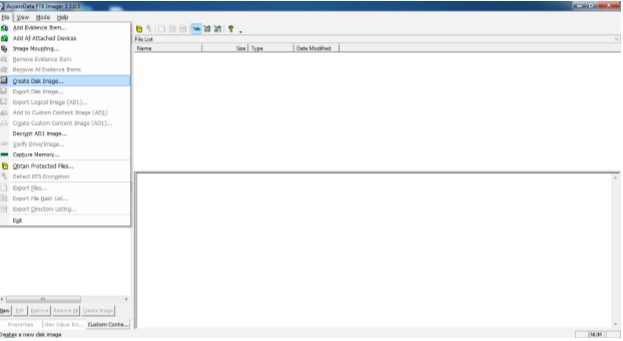 AccessData FTK Imager 3.1.0.1
File View Mode Help
Add Evidence Item...
Add All Attached Devices
Image Mounting...
Remove Evidence Item
Remove All Evidence Items
Create Disk Image...
Export Disk Image...
Export Logical Image (AD1)...
Add to Custom Content Image (AD1)
Create Custom Content Image (AD1)...
Decrypt AD1 image...
Verify Drive/Image...
Capture Memory...
Obtain Protected Files...
Detect EFS Encryption
Export Files...
Export File Hash List...
Export Directory Listing...
Exit
File List
Name Size Type Date Modified
New Edit Remove Remove All Create Image
Properties Hex Value Int... Custom Conte...
Creates a new disk image NUM